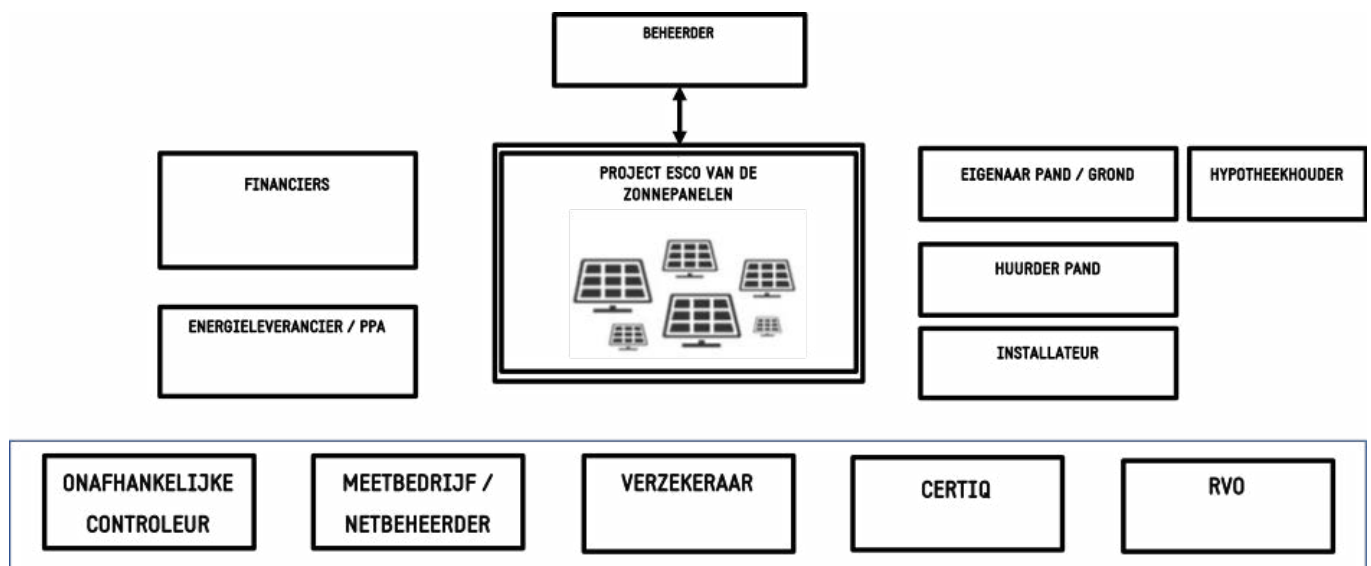 BEHEERDER
FINANCIERS
PROJECT ESCO VAN DE
ZONNEPANELEN
EIGENAAR PAND / GROND
HYPOTHEEKHOUDER
HUURDER PAND
ENERGIELEVERANCIER / PPA
INSTALLATEUR
ONAFHANKELIJKE
CONTROLEUR
MEETBEDRIJF /
NETBEHEERDER
VERZEKERAAR
CERTIQ
RVO